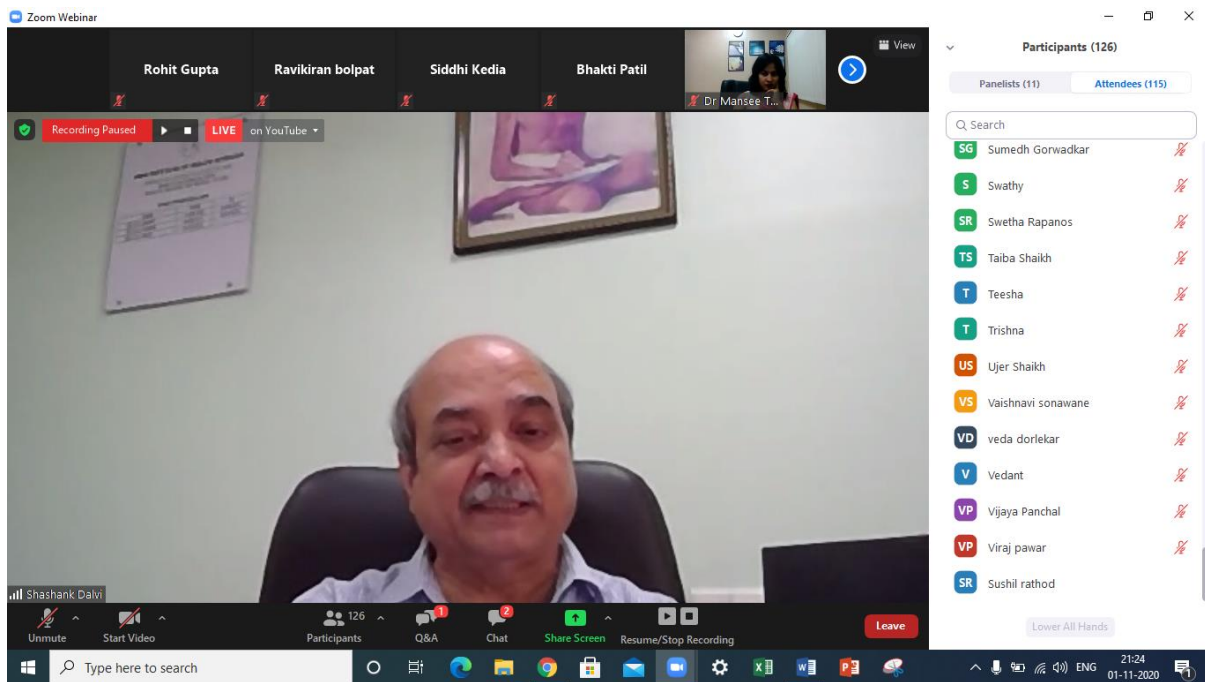 Zoom Webinar
Rohit Gupta
Ravikiran bolpat
Siddhi Kedia
Bhakti Patil
Dr Mansee T...
View
Recording Paused
LIVE on YouTube
Shashank Dalvi
Unmute
Start Video
126
Participants
1
Q&A
2
Chat
Share Screen
Resume/Stop Recording
Leave
Participants (126)
Panelists (11)
Attendees (115)
Search
SG Sumedh Gorwadkar
S Swathy
SR Swetha Rapanos
TS Taiba Shaikh
T Teesha
T Trishna
US Ujer Shaikh
VS Vaishnavi sonawane
VD veda dorlekar
V Vedant
VP Vijaya Panchal
VP Viraj pawar
SR Sushil rathod
Lower All Hands
Type here to search
ENG
21:24
01-11-2020
1